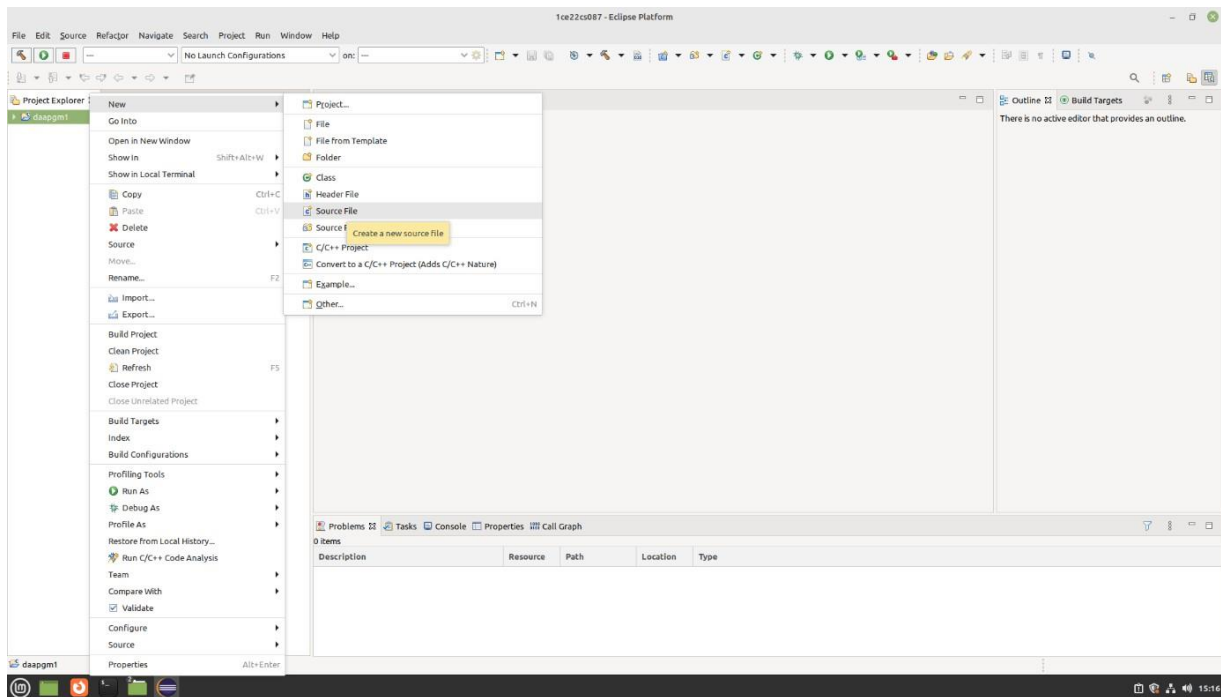 1ce22cs087 - Eclipse Platform
File Edit Source Refactor Navigate Search Project Run Window Help
--- No Launch Configurations on: ---
Project Explorer
daapgm1
New
Go Into
Open in New Window
Show In Shift+Alt+W
Show in Local Terminal
Copy Ctrl+C
Paste Ctrl+V
Delete
Source
Move...
Rename... F2
Import...
Export...
Build Project
Clean Project
Refresh F5
Close Project
Close Unrelated Project
Build Targets
Index
Build Configurations
Profiling Tools
Run As
Debug As
Profile As
Restore from Local History...
Run C/C++ Code Analysis
Team
Compare With
Validate
Configure
Source
Properties Alt+Enter
Project...
File
File from Template
Folder
Class
Header File
Source File
Source
Create a new source file
C/C++ Project
Convert to a C/C++ Project (Adds C/C++ Nature)
Example...
Other... Ctrl+N
Outline Build Targets
There is no active editor that provides an outline.
Problems Tasks Console Properties Call Graph
0 items
Description Resource Path Location Type
daapgm1
15:16